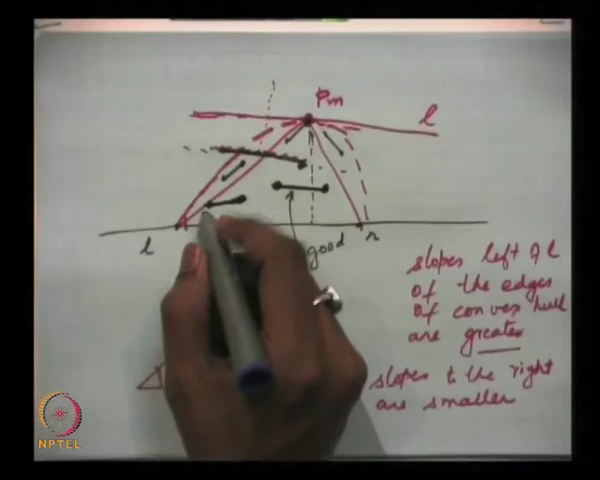 Pm
l
l
good
r
slopes left of l
of the edges
of convex hull
are greater
slopes to the right
are smaller
NPTEL